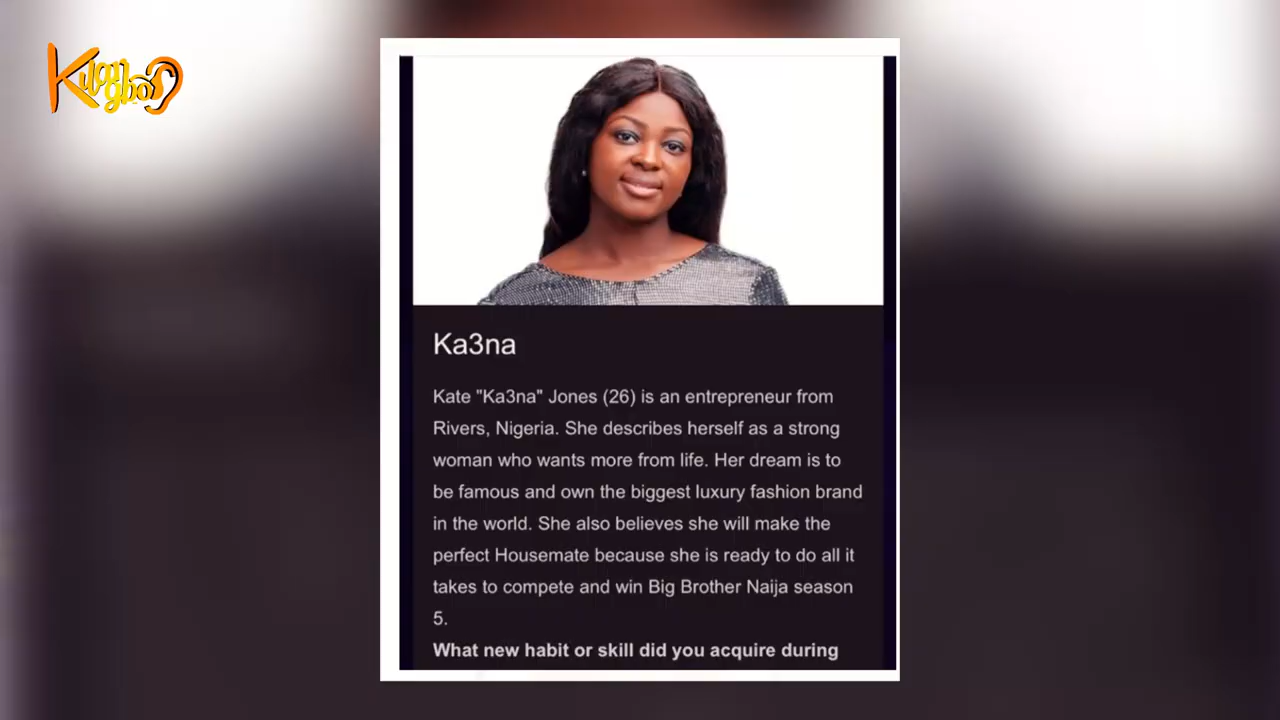 Kuongbo
Ka3na
Kate "Ka3na" Jones (26) is an entrepreneur from
Rivers, Nigeria. She describes herself as a strong
woman who wants more from life. Her dream is to
be famous and own the biggest luxury fashion brand
in the world. She also believes she will make the
perfect Housemate because she is ready to do all it
takes to compete and win Big Brother Naija season
5.
What new habit or skill did you acquire during